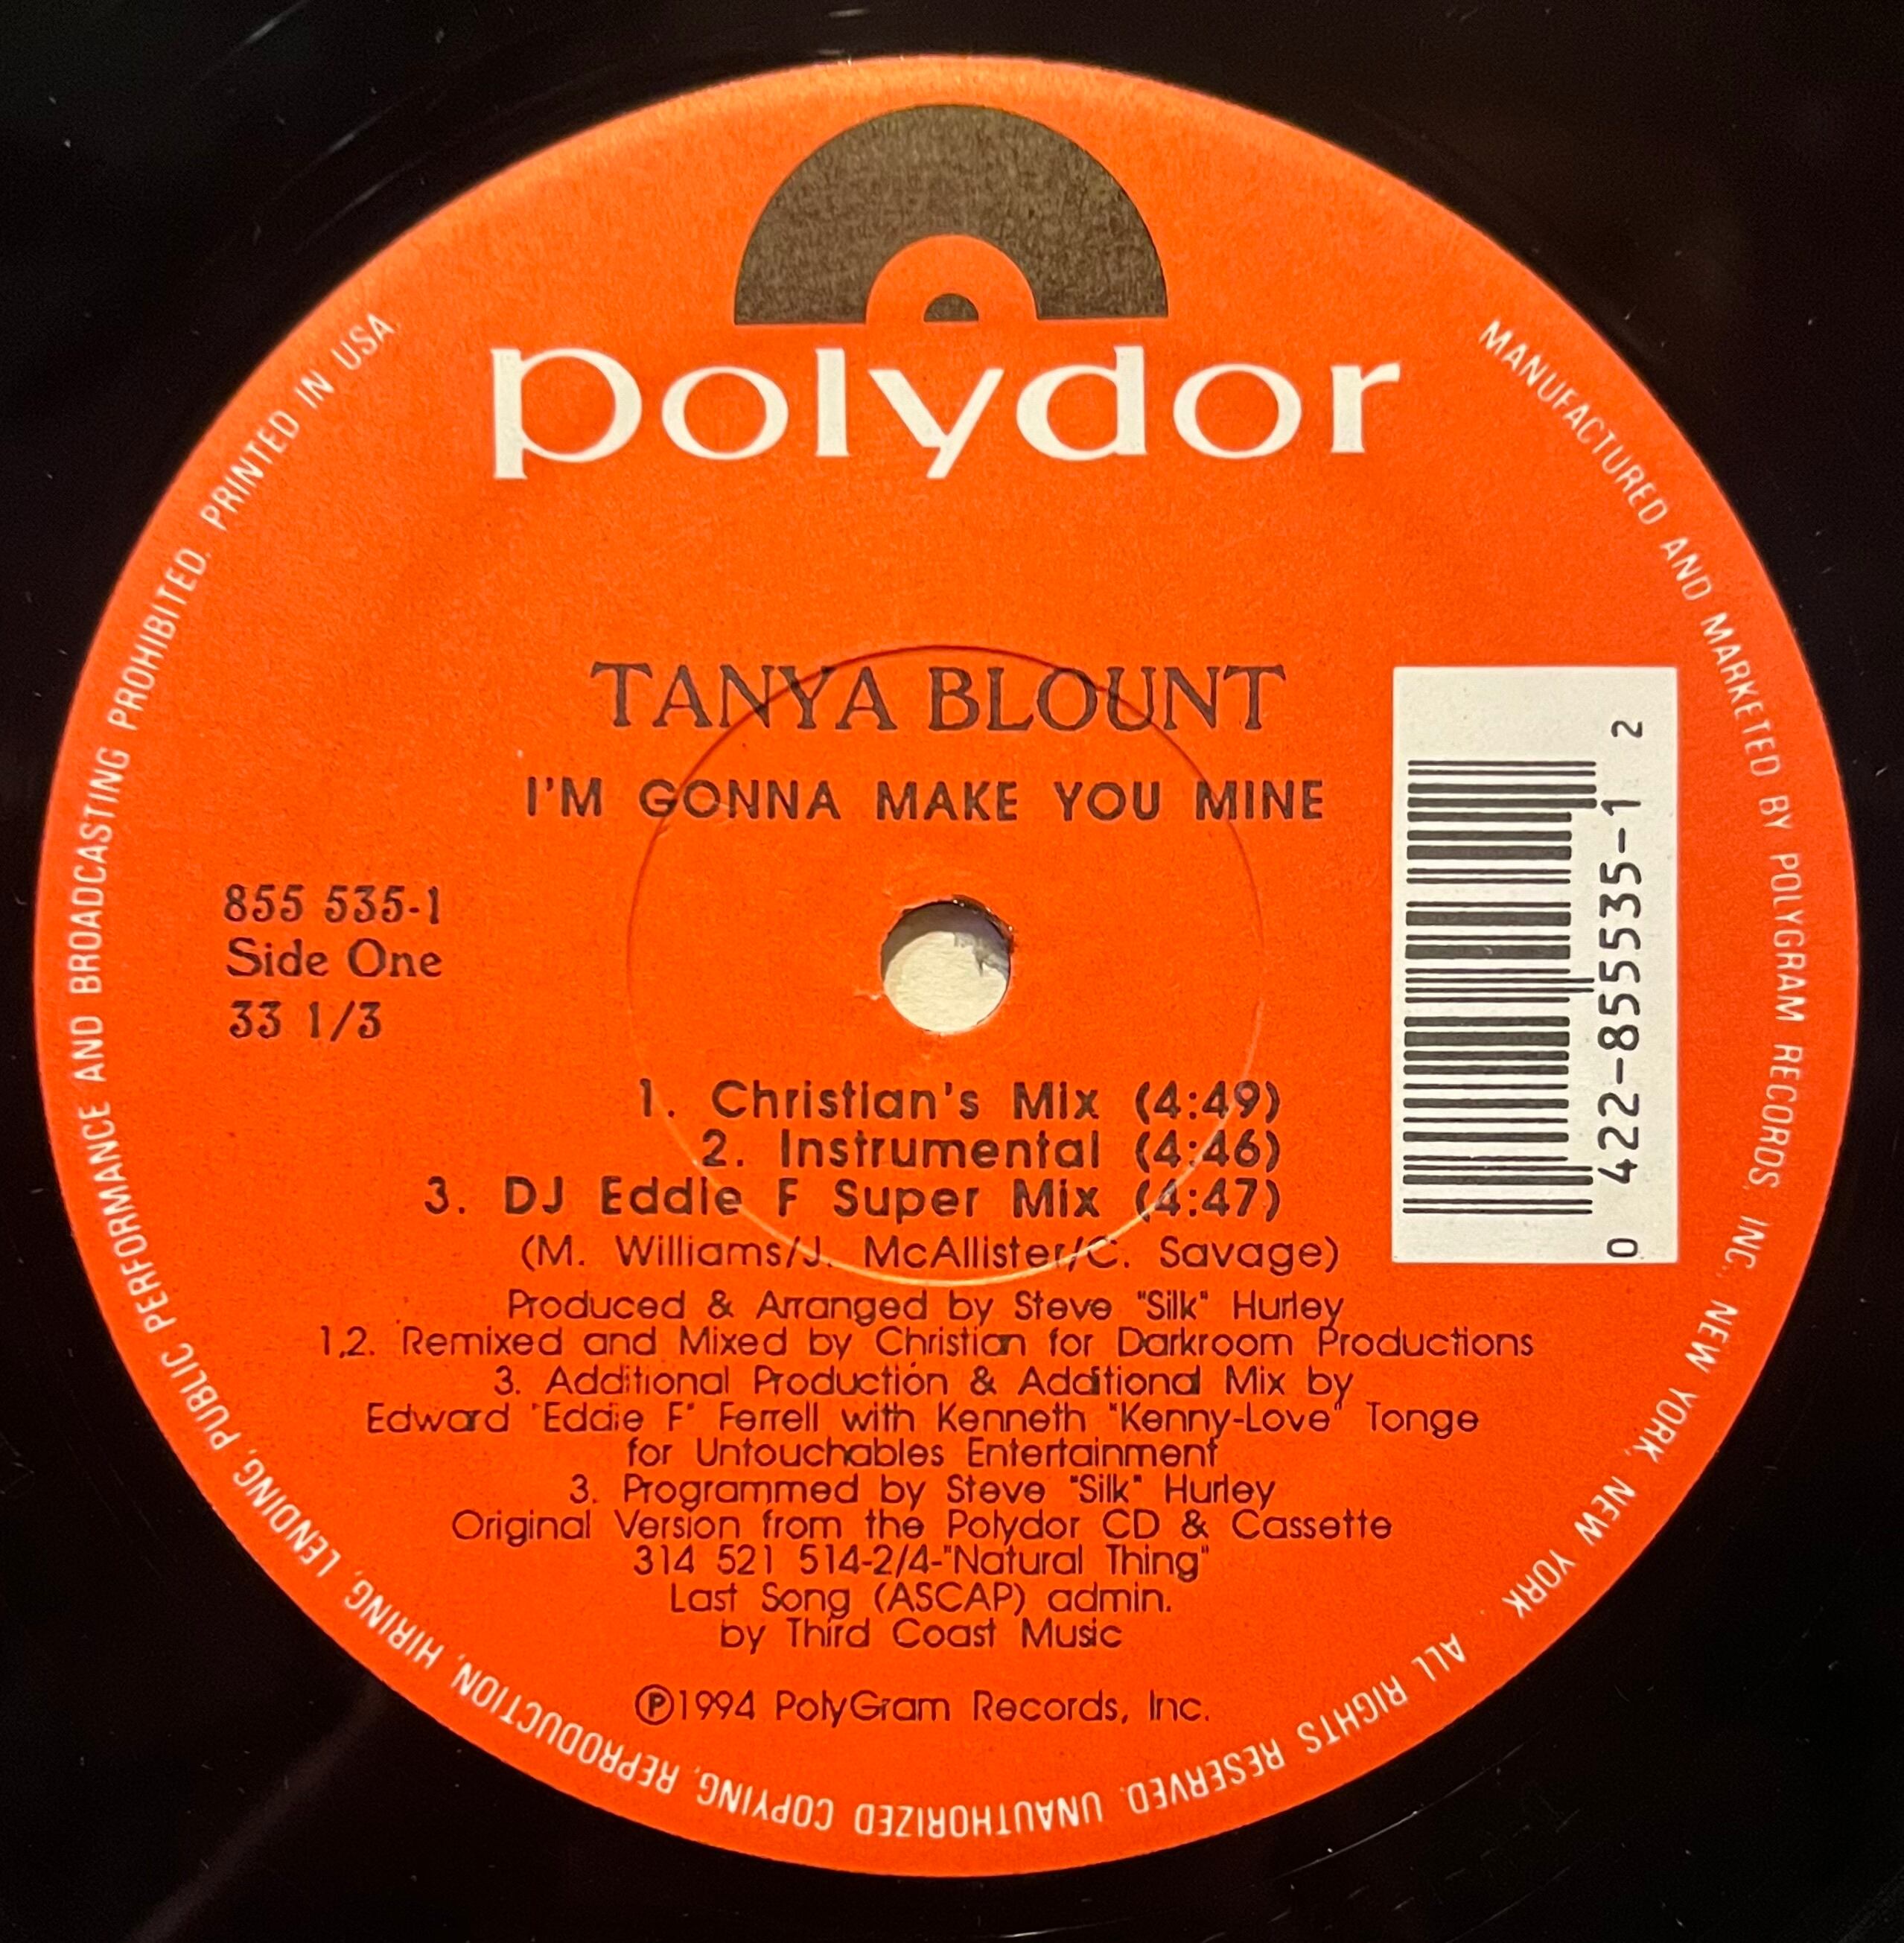 polydor
TANYA BLOUNT
I'M GONNA MAKE YOU MINE
855 535-1
Side One
33 1/3
1. Christian's Mix (4:49)
2. Instrumental (4:46)
3. DJ Eddie F Super Mix (4:47)
(M. Williams/J. McAllister/C. Savage)
Produced & Arranged by Steve "Silk" Hurley
1,2. Remixed and Mixed by Christian for Darkroom Productions
3. Additional Production & Additional Mix by
Edward "Eddie F" Ferrell with Kenneth "Kenny-Love" Tonge
for Untouchables Entertainment
3. Programmed by Steve "Silk" Hurley
Original Version from the Polydor CD & Cassette
314 521 514-2/4-"Natural Thing"
Last Song (ASCAP) admin.
by Third Coast Music
Ⓟ1994 PolyGram Records, Inc.
0 422-855535-1 2
MANUFACTURED AND MARKETED BY POLYGRAM RECORDS, INC., NEW YORK, NEW YORK. ALL RIGHTS RESERVED. UNAUTHORIZED COPYING, REPRODUCTION, HIRING, LENDING, PUBLIC PERFORMANCE AND BROADCASTING PROHIBITED. PRINTED IN USA.